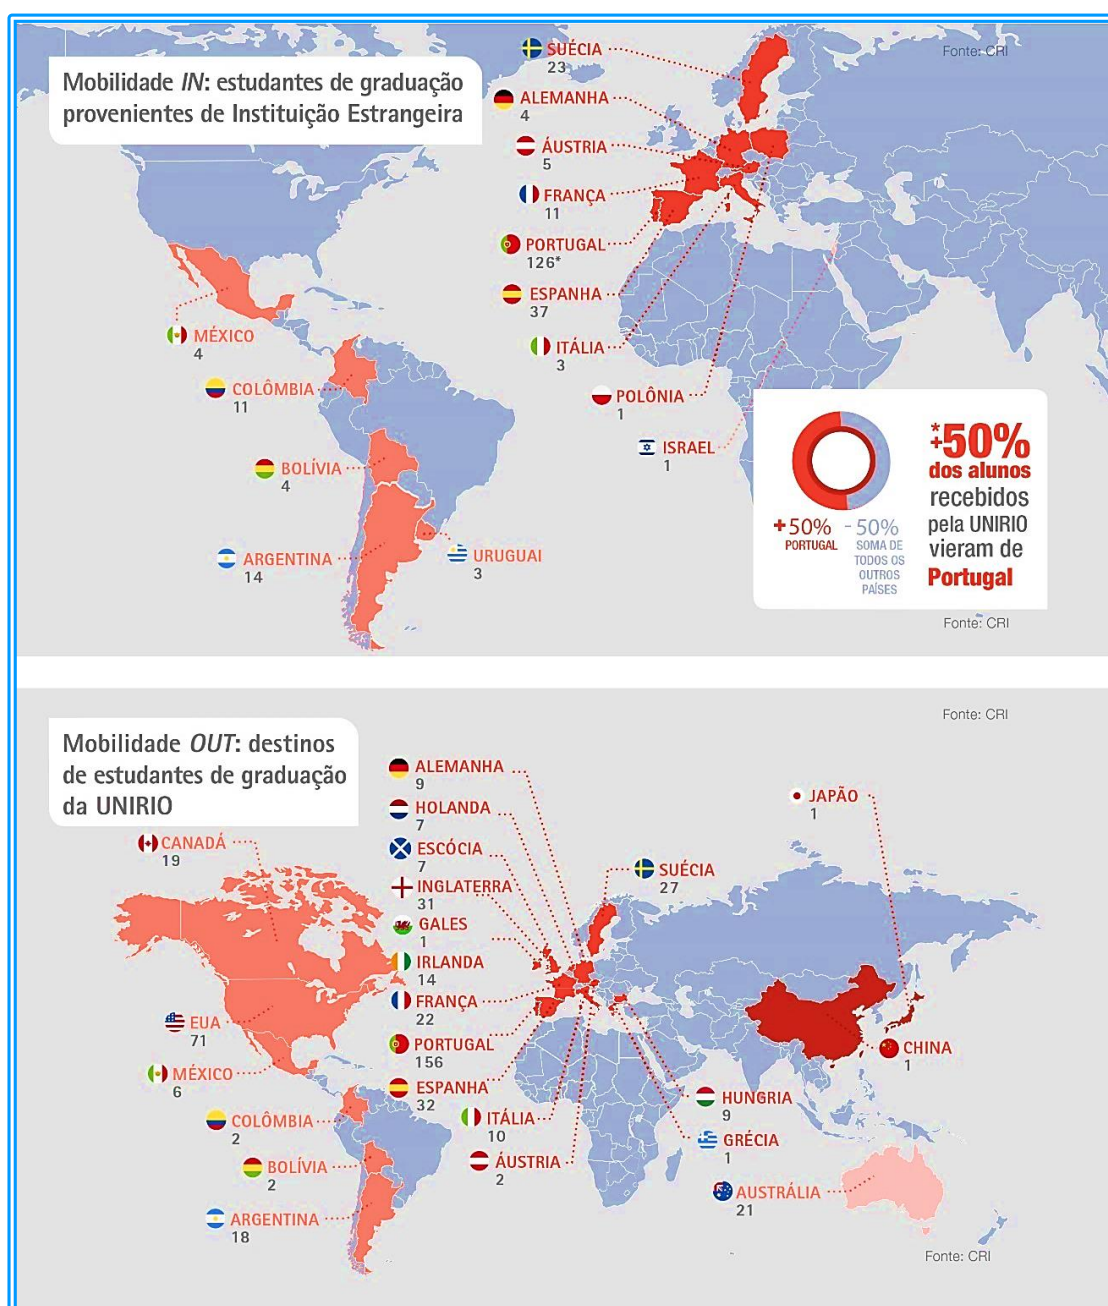 Fonte: CRI
Mobilidade IN: estudantes de graduação
provenientes de Instituição Estrangeira
SUÉCIA
23
ALEMANHA
4
ÁUSTRIA
5
FRANÇA
11
PORTUGAL
126*
ESPANHA
37
ITÁLIA
3
POLÔNIA
1
ISRAEL
1
MÉXICO
4
COLÔMBIA
11
BOLÍVIA
4
ARGENTINA
14
URUGUAI
3
+50%
PORTUGAL
-50%
SOMA DE
TODOS OS
OUTROS
PAÍSES
*+50%
dos alunos
recebidos
pela UNIRIO
vieram de
Portugal
Fonte: CRI
Fonte: CRI
Mobilidade OUT: destinos
de estudantes de graduação
da UNIRIO
CANADÁ
19
EUA
71
MÉXICO
6
COLÔMBIA
2
BOLÍVIA
2
ARGENTINA
18
ALEMANHA
9
HOLANDA
7
ESCÓCIA
7
INGLATERRA
31
GALES
1
IRLANDA
14
FRANÇA
22
PORTUGAL
156
ESPANHA
32
ITÁLIA
10
ÁUSTRIA
2
SUÉCIA
27
JAPÃO
1
CHINA
1
HUNGRIA
9
GRÉCIA
1
AUSTRÁLIA
21
Fonte: CRI